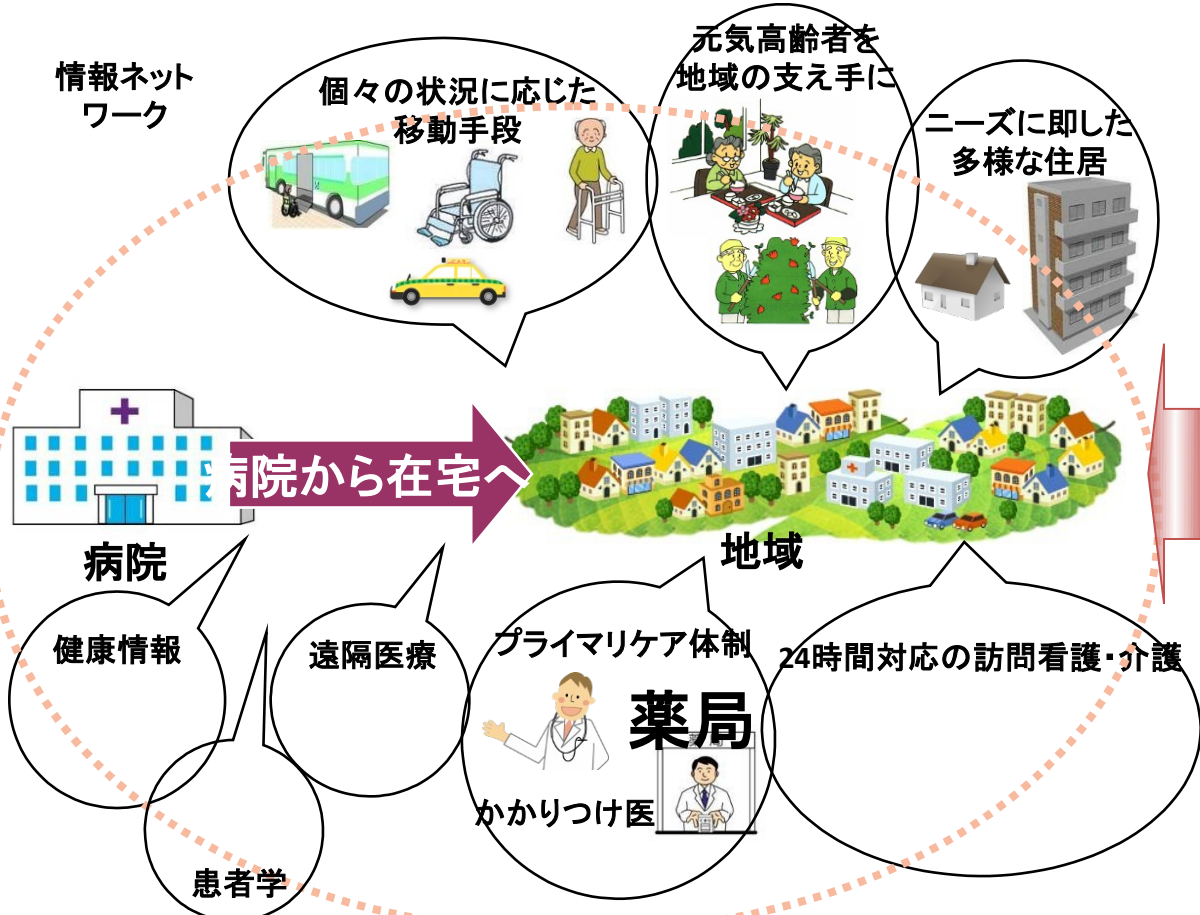 情報ネット
ワーク
個々の状況に応じた
移動手段
元気高齢者を
地域の支え手に
ニーズに即した
多様な住居
病院から在宅へ
病院
地域
健康情報
遠隔医療
プライマリケア体制
薬局
薬局
かかりつけ医
24時間対応の訪問看護・介護
患者学